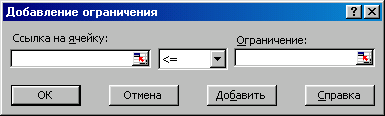 Добавление ограничения
Ссылка на ячейку: Ограничение:
<=
ОК Отмена Добавить Справка